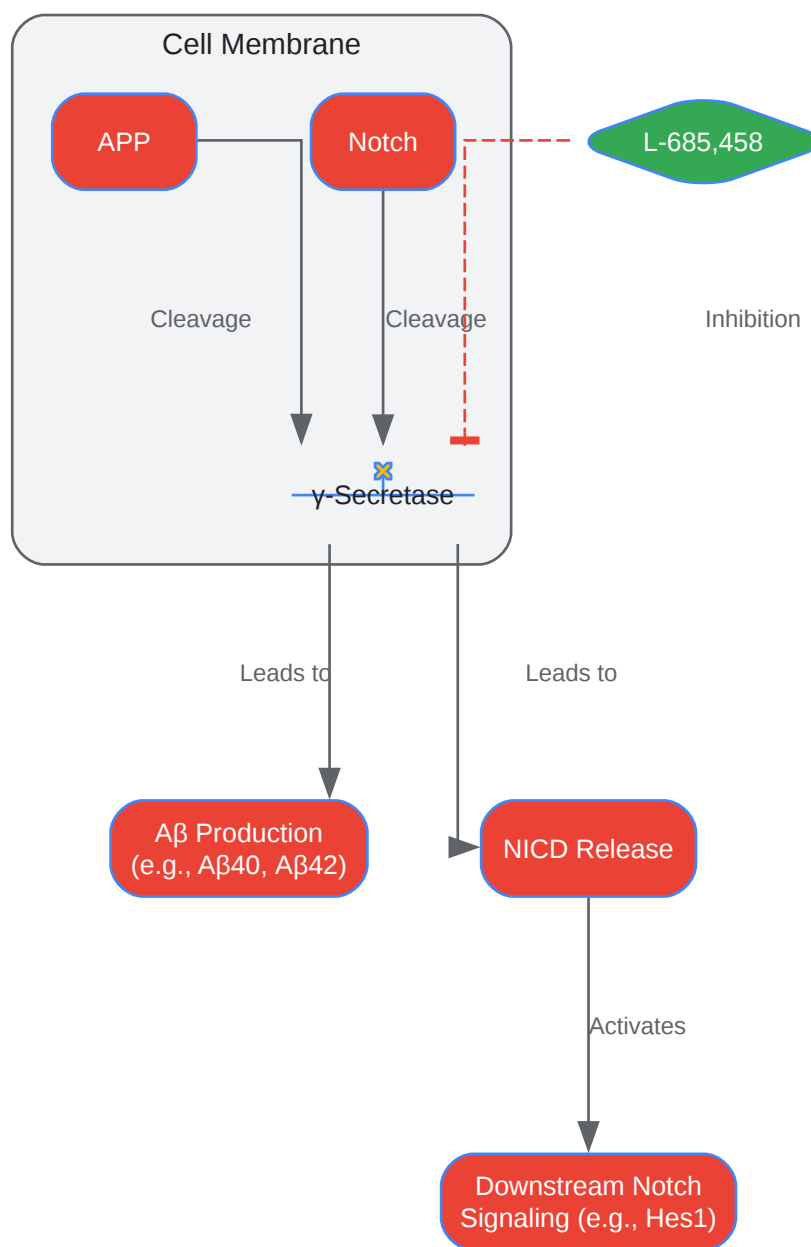 Cell Membrane
APP
Notch
L-685,458
Cleavage
Cleavage
Inhibition
γ-Secretase
Leads to
Leads to
Aβ Production
(e.g., Aβ40, Aβ42)
NICD Release
Activates
Downstream Notch
Signaling (e.g., Hes1)